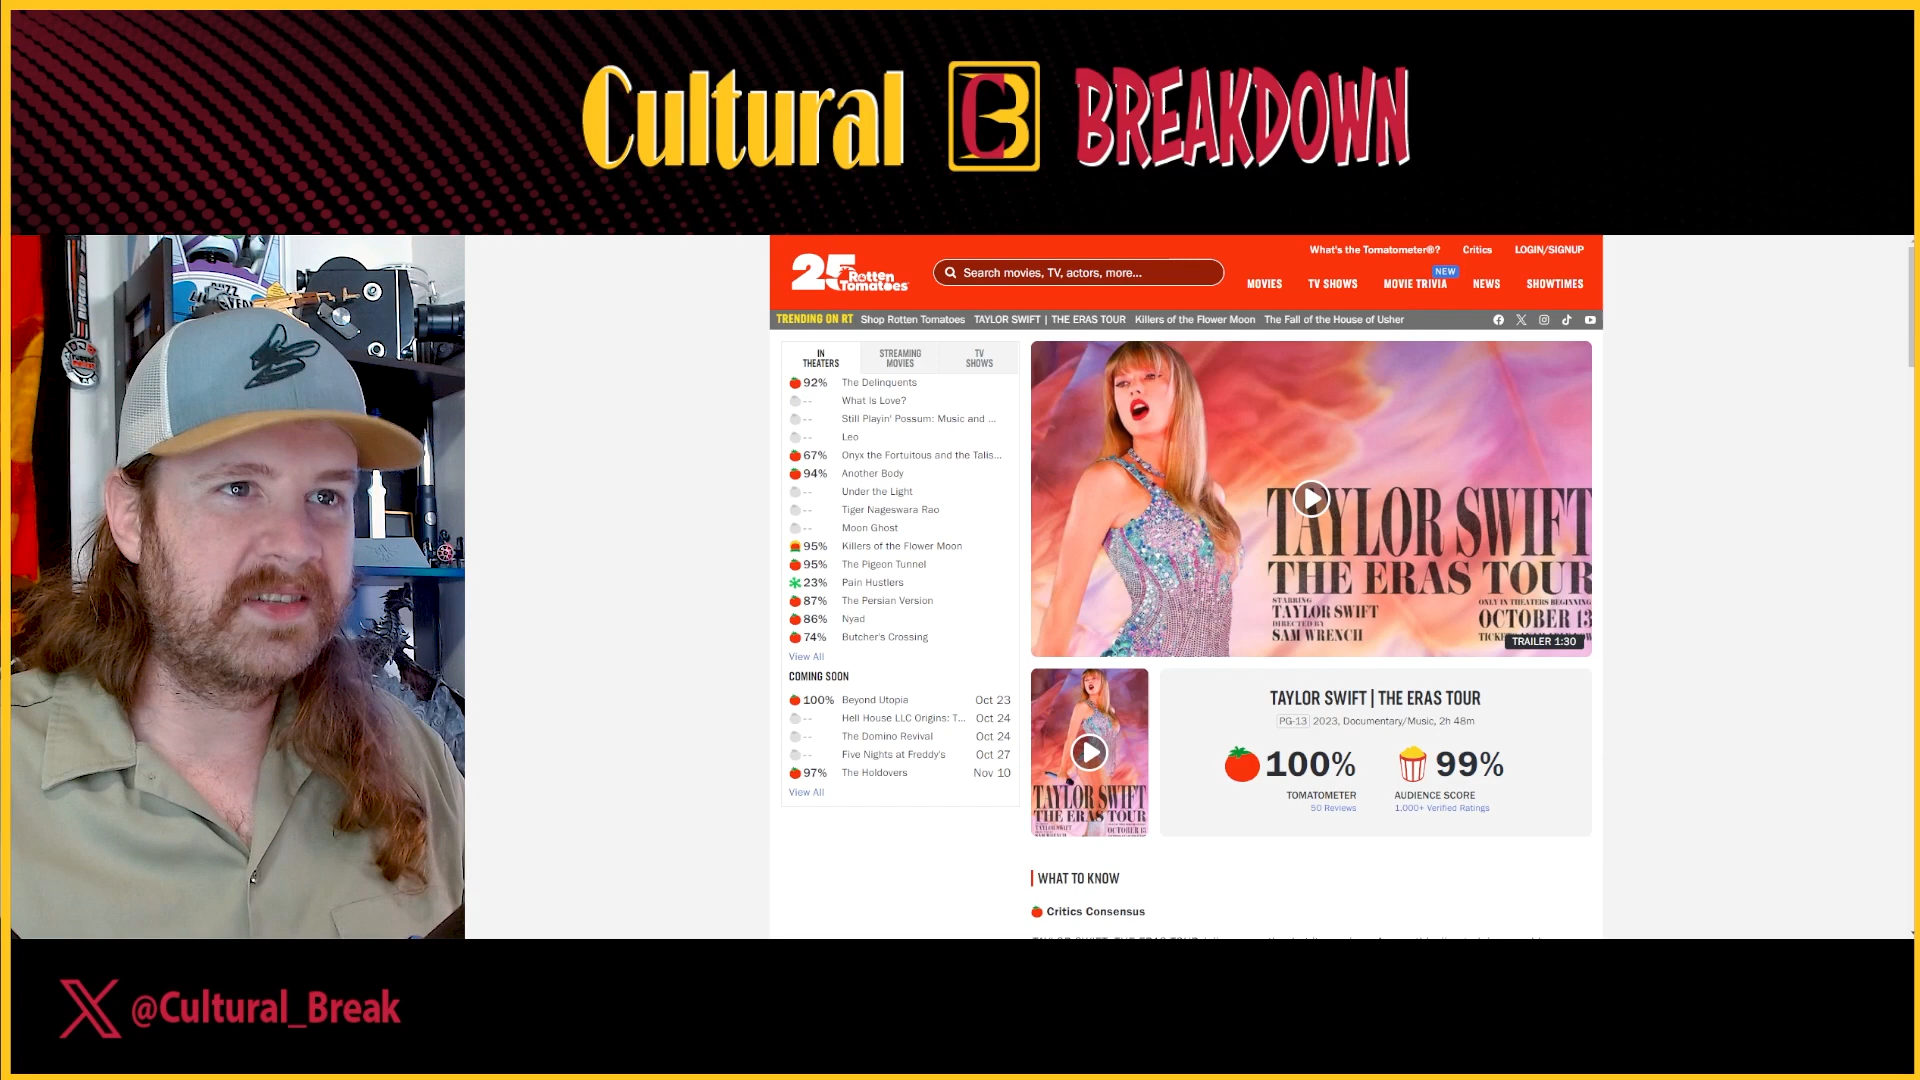 Cultural CB BREAKDOWN
What's the Tomatometer®? Critics LOGIN/SIGNUP
25 Rotten Tomatoes
Search movies, TV, actors, more...
NEW
MOVIES TV SHOWS MOVIE TRIVIA NEWS SHOWTIMES
TRENDING ON RT Shop Rotten Tomatoes TAYLOR SWIFT | THE ERAS TOUR Killers of the Flower Moon The Fall of the House of Usher
IN THEATERS STREAMING MOVIES TV SHOWS
92% The Delinquents
-- What Is Love?
-- Still Playin' Possum: Music and ...
-- Leo
67% Onyx the Fortuitous and the Talis...
94% Another Body
-- Under the Light
-- Tiger Nageswara Rao
-- Moon Ghost
95% Killers of the Flower Moon
95% The Pigeon Tunnel
23% Pain Hustlers
87% The Persian Version
86% Nyad
74% Butcher's Crossing
View All
COMING SOON
100% Beyond Utopia Oct 23
-- Hell House LLC Origins: T... Oct 24
-- The Domino Revival Oct 24
-- Five Nights at Freddy's Oct 27
97% The Holdovers Nov 10
View All
TAYLOR SWIFT
THE ERAS TOUR
STARRING
TAYLOR SWIFT
DIRECTED BY
SAM WRENCH
ONLY IN THEATERS BEGINNING
OCTOBER 13
TRAILER 1:30
TAYLOR SWIFT
THE ERAS TOUR
OCTOBER 13
TAYLOR SWIFT | THE ERAS TOUR
PG-13 2023, Documentary/Music, 2h 48m
100% 99%
TOMATOMETER AUDIENCE SCORE
50 Reviews 1,000+ Verified Ratings
WHAT TO KNOW
Critics Consensus
@Cultural_Break